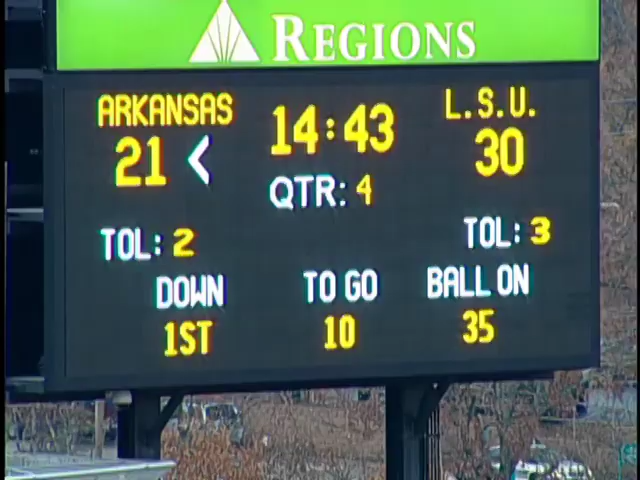 REGIONS
ARKANSAS 14:43 L.S.U.
21 < 30
QTR: 4
TOL: 2 TOL: 3
DOWN TO GO BALL ON
1ST 10 35